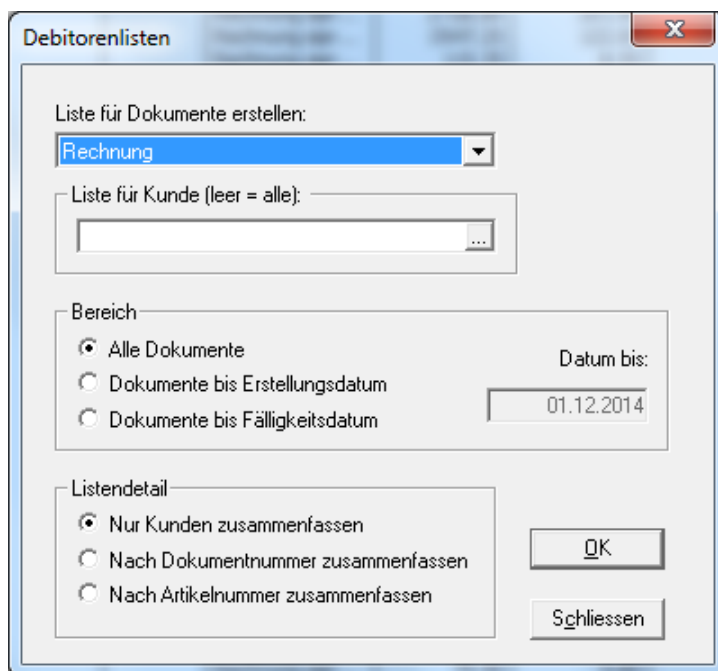 Debitorenlisten
Liste für Dokumente erstellen:
Rechnung
Liste für Kunde (leer = alle):
...
Bereich
Alle Dokumente
Datum bis:
Dokumente bis Erstellungsdatum
01.12.2014
Dokumente bis Fälligkeitsdatum
Listendetail
Nur Kunden zusammenfassen
Nach Dokumentnummer zusammenfassen
OK
Nach Artikelnummer zusammenfassen
Schliessen